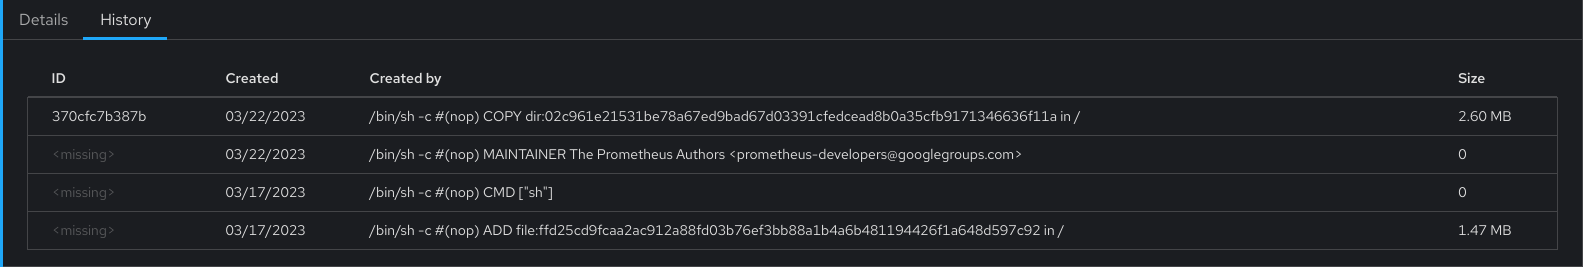 Details History
ID Created Created by Size
370cfc7b387b 03/22/2023 /bin/sh -c #(nop) COPY dir:02c961e21531be78a67ed9bad67d03391cfedcead8b0a35cfb9171346636f11a in / 2.60 MB
<missing> 03/22/2023 /bin/sh -c #(nop) MAINTAINER The Prometheus Authors <prometheus-developers@googlegroups.com> 0
<missing> 03/17/2023 /bin/sh -c #(nop) CMD ["sh"] 0
<missing> 03/17/2023 /bin/sh -c #(nop) ADD file:ffd25cd9fcaa2ac912a88fd03b76ef3bb88a1b4a6b481194426f1a648d597c92 in / 1.47 MB